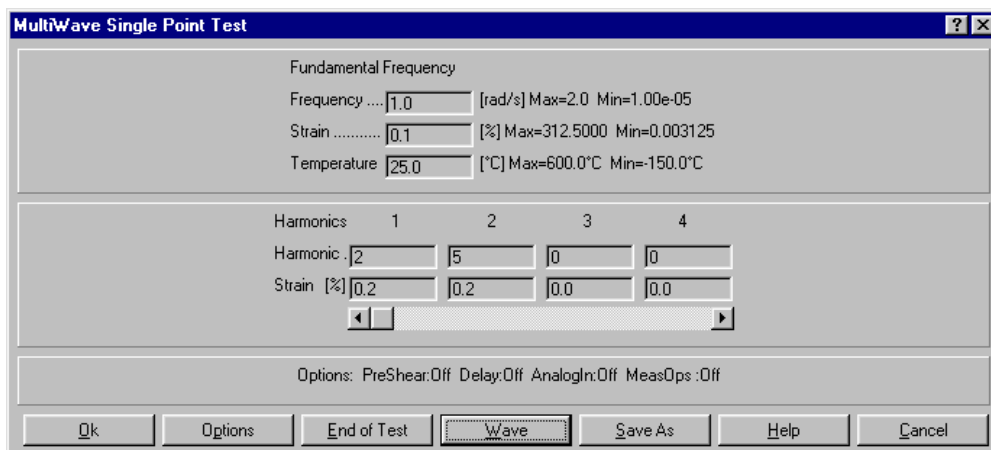 MultiWave Single Point Test ? ×
Fundamental Frequency
Frequency .... 1.0 [rad/s] Max=2.0 Min=1.00e-05
Strain ........... 0.1 [%] Max=312.5000 Min=0.003125
Temperature 25.0 [°C] Max=600.0°C Min=-150.0°C
Harmonics 1 2 3 4
Harmonic . 2 5 0 0
Strain [%] 0.2 0.2 0.0 0.0
Options: PreShear:Off Delay:Off AnalogIn:Off MeasOps :Off
Ok Options End of Test Wave Save As Help Cancel